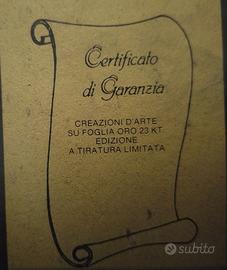 Certificato
di Garanzia
CREAZIONI D'ARTE
SU FOGLIA ORO 23 KT.
EDIZIONE
A TIRATURA LIMITATA
subito